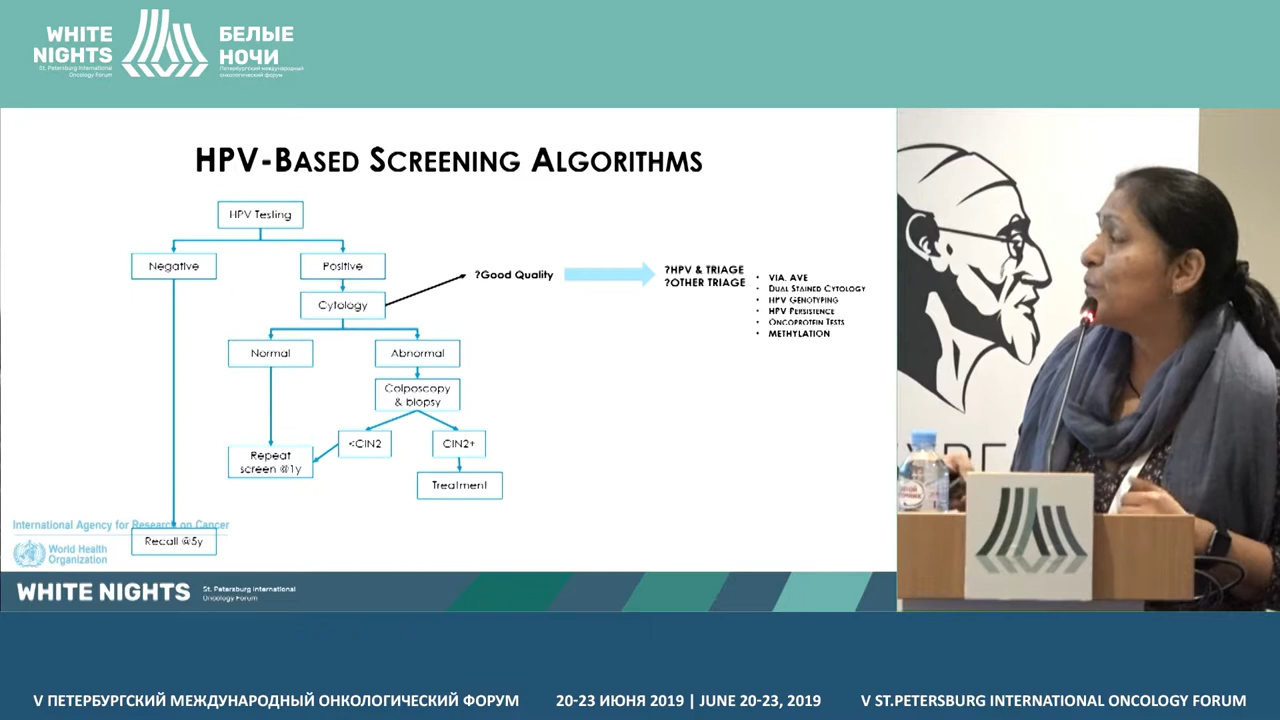 WHITE
NIGHTS
St. Petersburg International
Oncology Forum
БЕЛЫЕ
НОЧИ
Петербургский международный
онкологический форум
HPV-BASED SCREENING ALGORITHMS
HPV Testing
Negative
Positive
Cytology
?Good Quality
?HPV & TRIAGE
?OTHER TRIAGE
• VIA, AVE
• DUAL STAINED CYTOLOGY
• HPV GENOTYPING
• HPV PERSISTENCE
• ONCOPROTEIN TESTS
• METHYLATION
Normal
Abnormal
Colposcopy
& biopsy
<CIN2
CIN2+
Repeat
screen @1y
Treatment
International Agency for Research on Cancer
World Health
Organization
Recall @5y
WHITE NIGHTS
St. Petersburg International
Oncology Forum
V ПЕТЕРБУРГСКИЙ МЕЖДУНАРОДНЫЙ ОНКОЛОГИЧЕСКИЙ ФОРУМ
20-23 ИЮНЯ 2019 | JUNE 20-23, 2019
V ST.PETERSBURG INTERNATIONAL ONCOLOGY FORUM